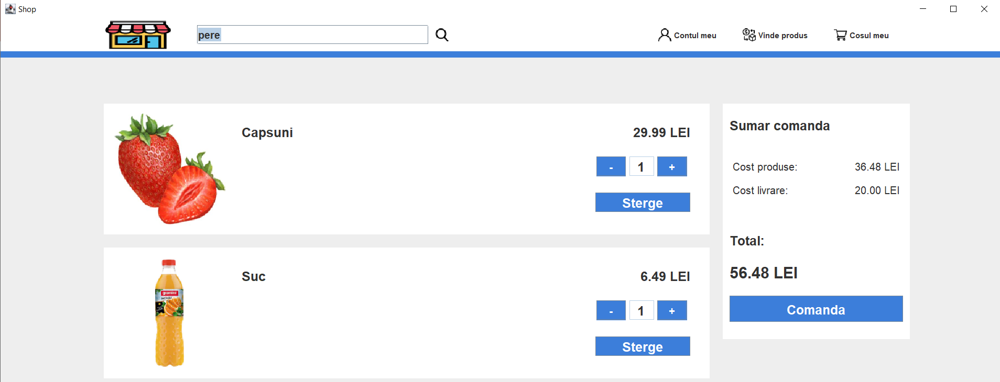 Shop
pere
Contul meu
Vinde produs
Cosul meu
Capsuni
29.99 LEI
- 1 +
Sterge
Suc
6.49 LEI
- 1 +
Sterge
Sumar comanda
Cost produse: 36.48 LEI
Cost livrare: 20.00 LEI
Total:
56.48 LEI
Comanda